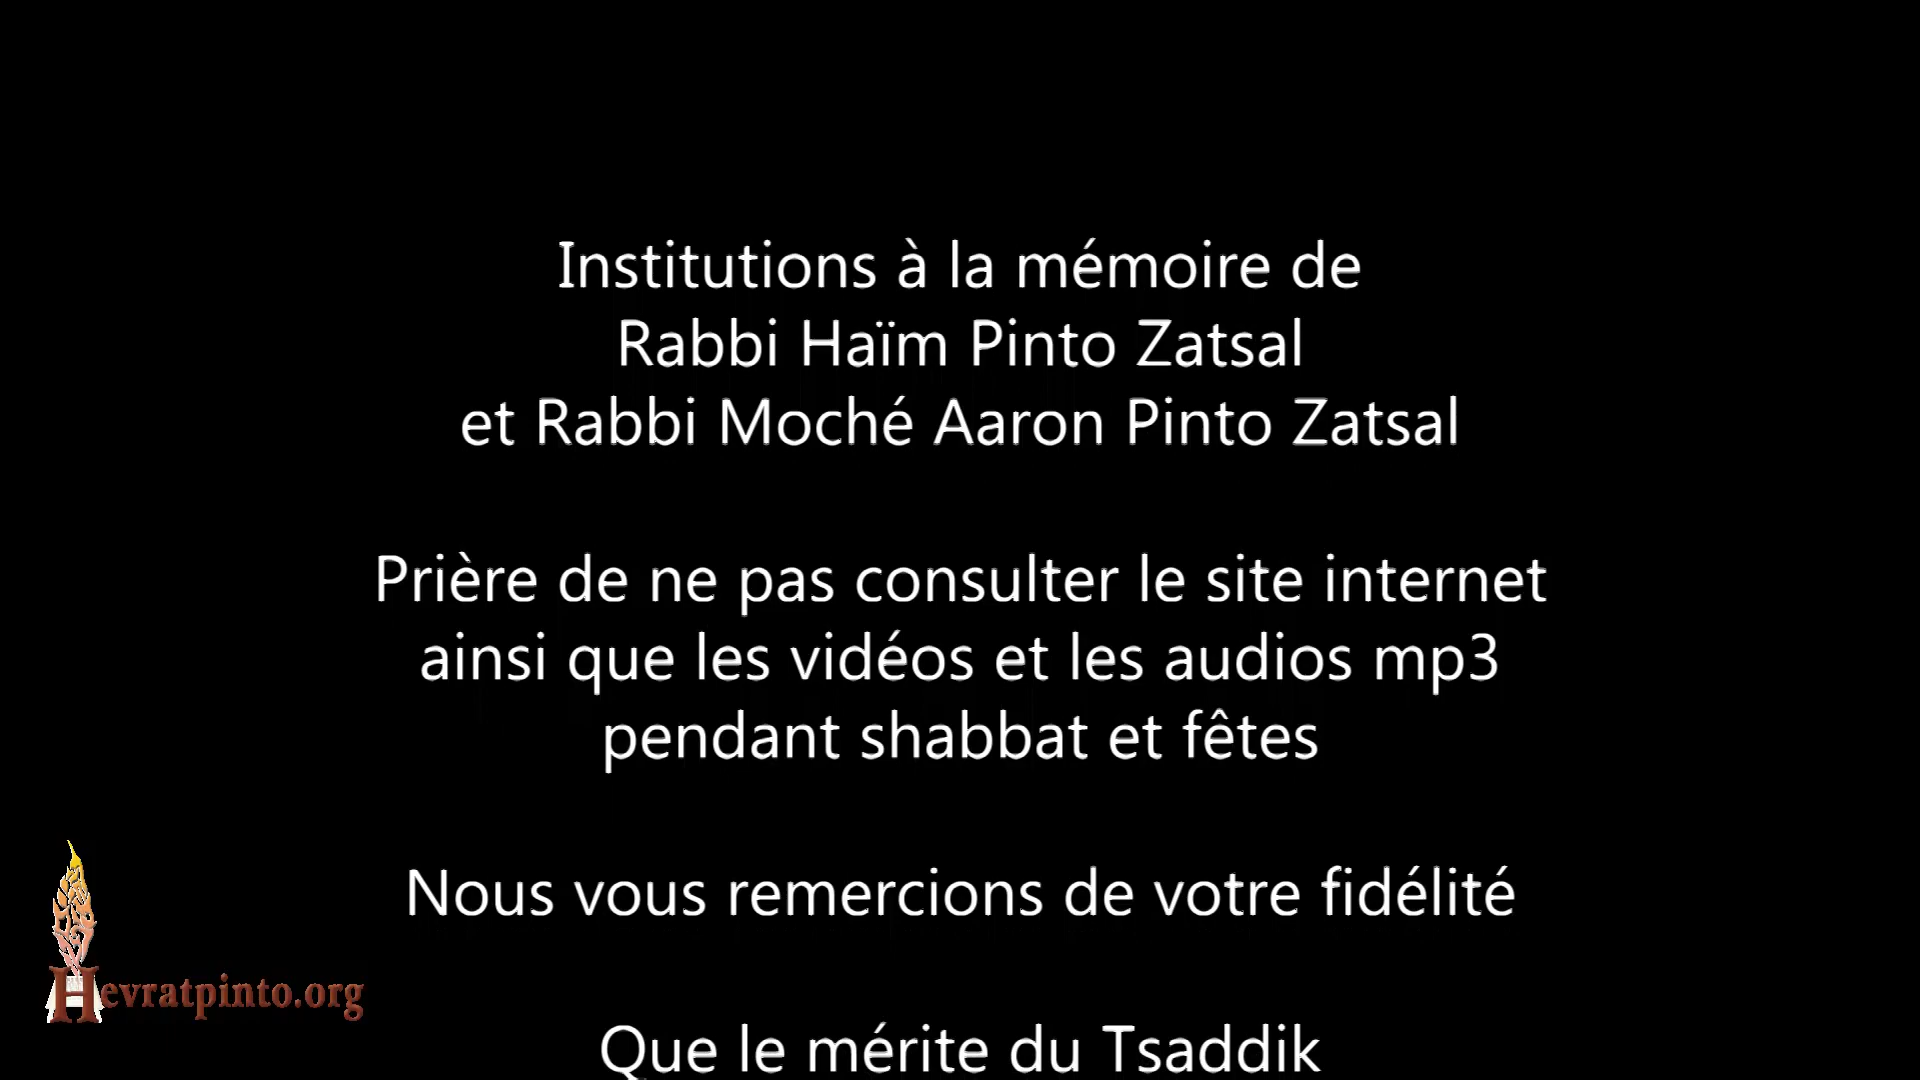 Institutions à la mémoire de
Rabbi Haïm Pinto Zatsal
et Rabbi Moché Aaron Pinto Zatsal
Prière de ne pas consulter le site internet
ainsi que les vidéos et les audios mp3
pendant shabbat et fêtes
Nous vous remercions de votre fidélité
Hevratpinto.org
Que le mérite du Tsaddik